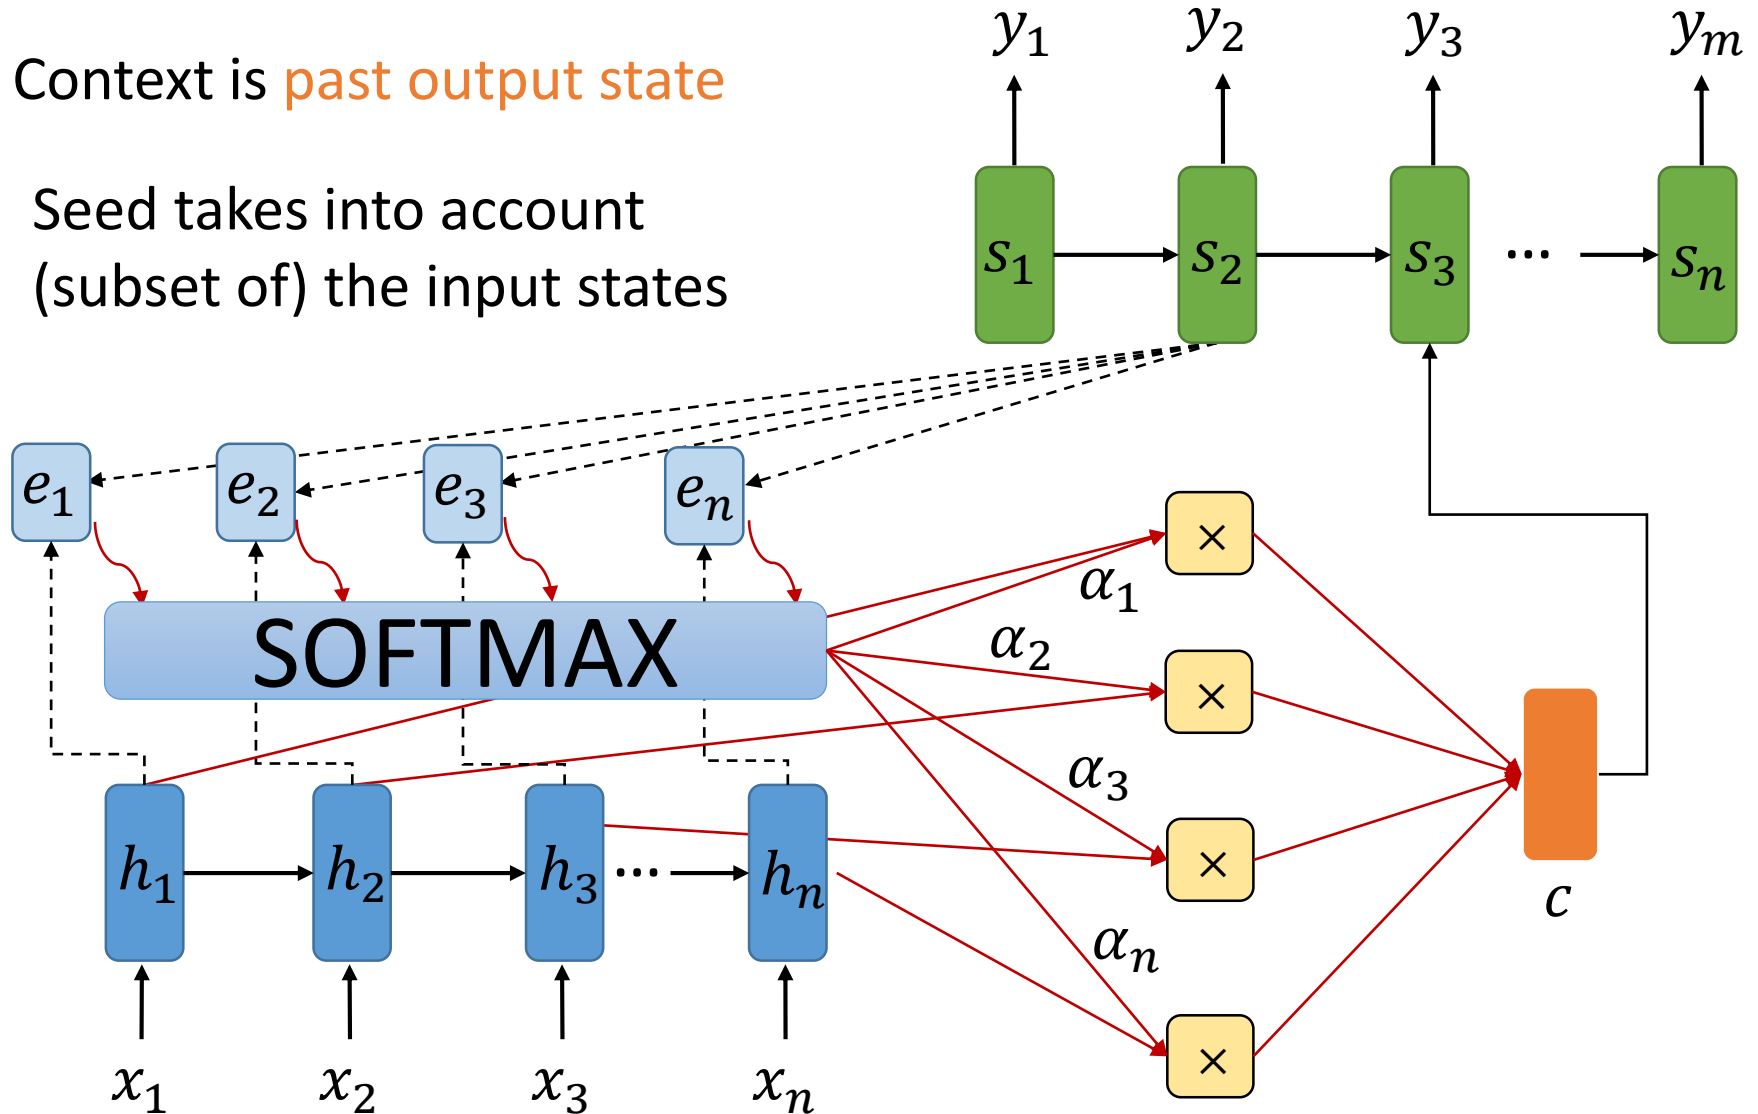 y₁ y₂ y₃ yₘ
Context is past output state
Seed takes into account
(subset of) the input states
s₁ s₂ s₃ ... sₙ
e₁ e₂ e₃ eₙ
×
α₁
SOFTMAX
α₂
×
α₃
×
h₁ h₂ h₃ ... hₙ
c
αₙ
×
x₁ x₂ x₃ xₙ